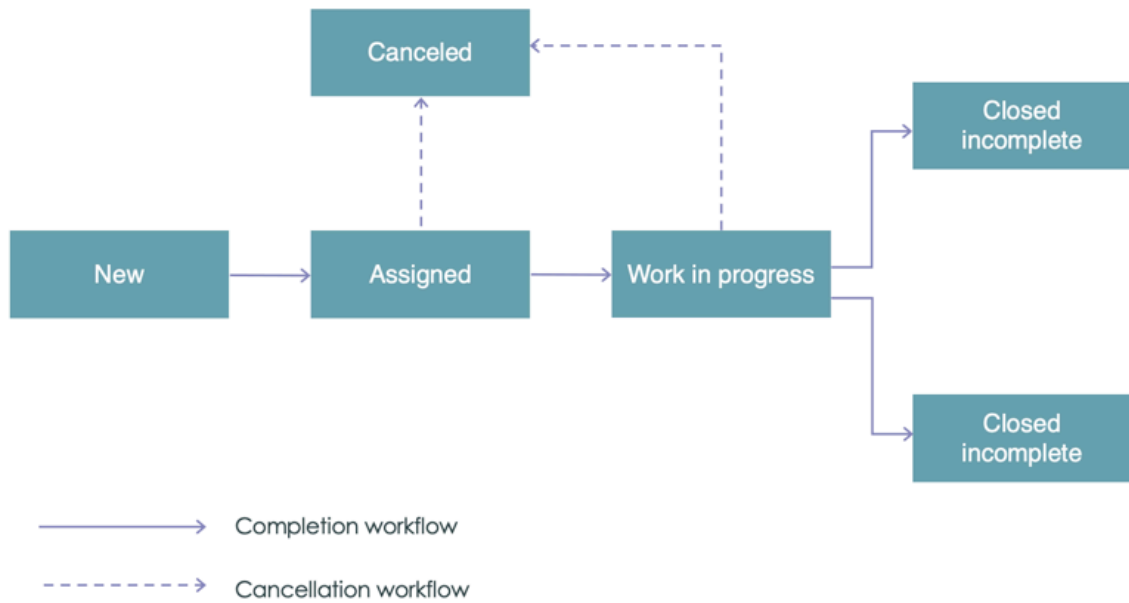 Canceled
Closed
incomplete
New
Assigned
Work in progress
Closed
incomplete
Completion workflow
Cancellation workflow